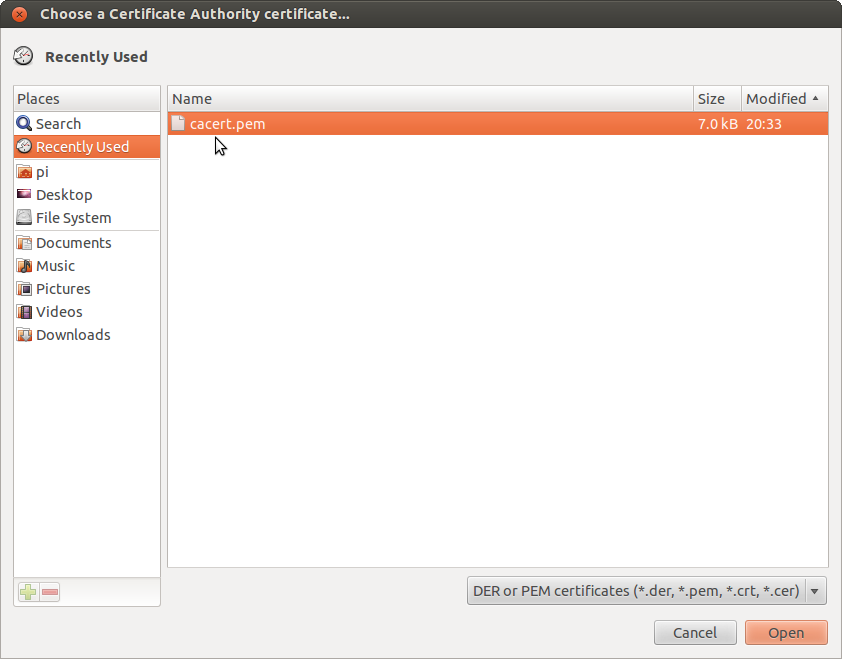 Choose a Certificate Authority certificate...
Recently Used
Places
Name Size Modified
Search
Recently Used
pi
Desktop
File System
Documents
Music
Pictures
Videos
Downloads
cacert.pem 7.0 kB 20:33
DER or PEM certificates (*.der, *.pem, *.crt, *.cer)
Cancel Open